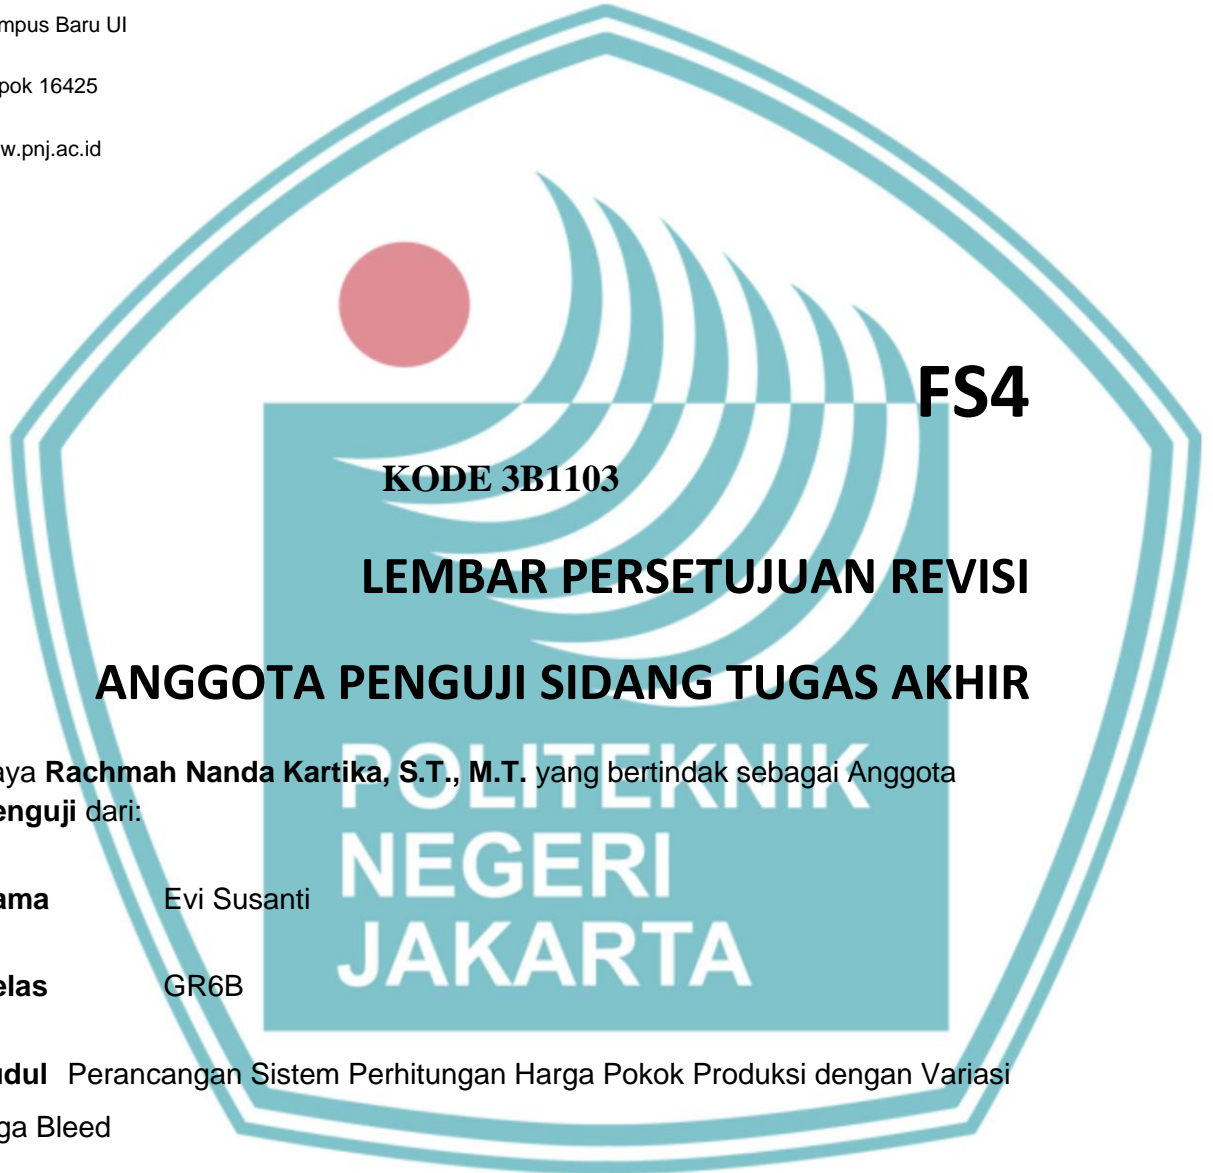 mpus Baru UI
pok 16425
w.pnj.ac.id
FS4
KODE 3B1103
LEMBAR PERSETUJUAN REVISI
ANGGOTA PENGUJI SIDANG TUGAS AKHIR
aya Rachmah Nanda Kartika, S.T., M.T. yang bertindak sebagai Anggota
enguji dari:
ama Evi Susanti
elas GR6B
udul Perancangan Sistem Perhitungan Harga Pokok Produksi dengan Variasi
ga Bleed
POLITEKNIK
NEGERI
JAKARTA